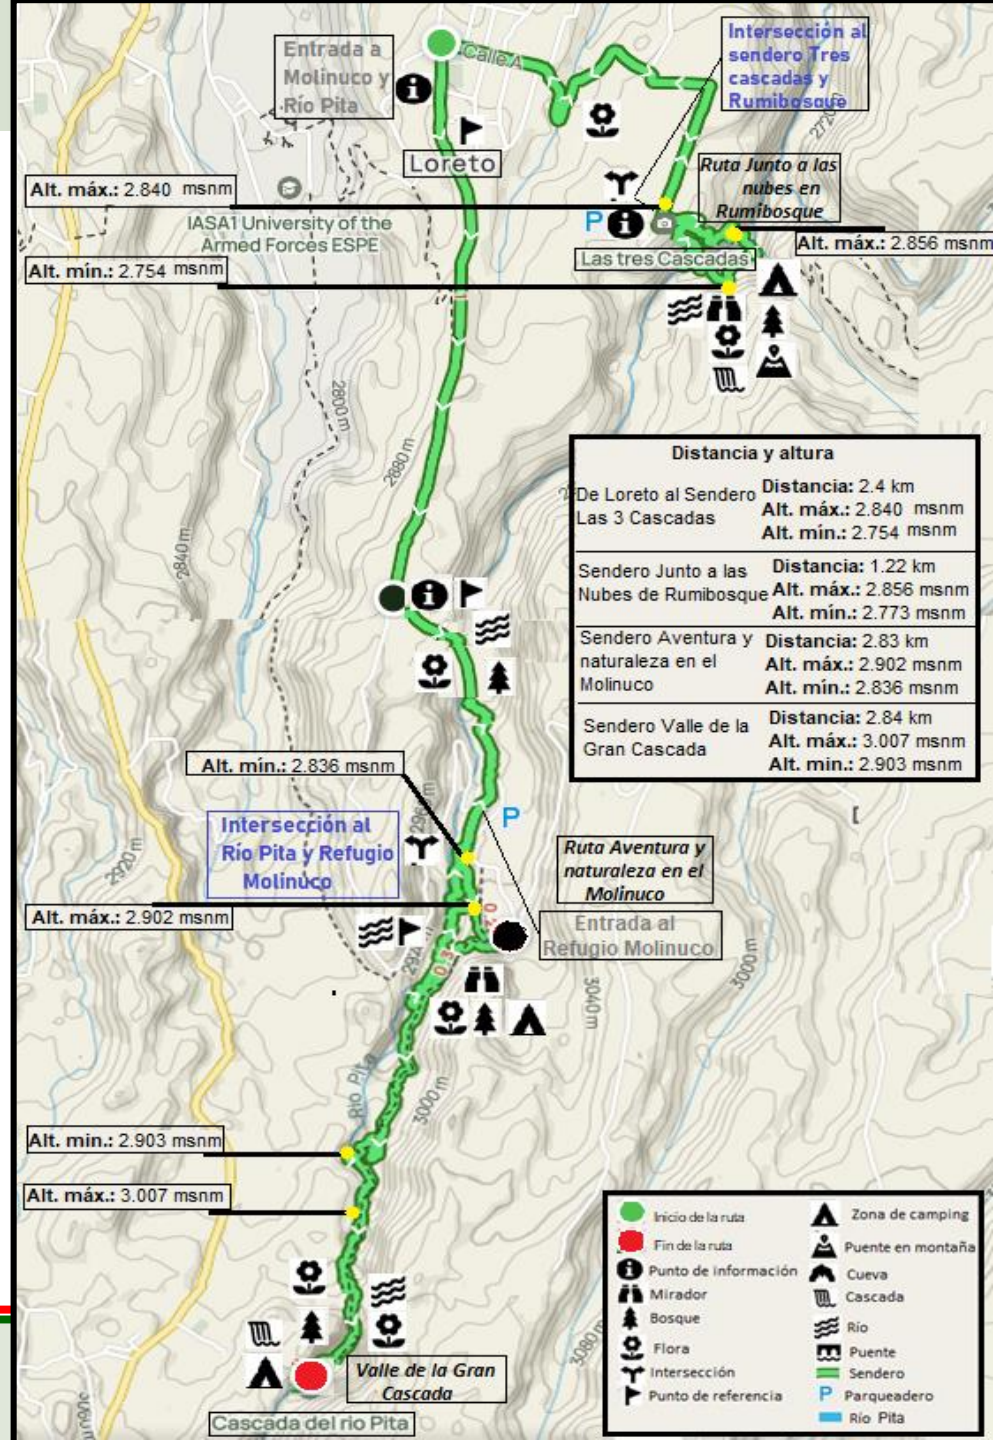 Entrada a
Molinuco y
Río Pita
Calle A
Intersección al
sendero Tres
cascadas y
Rumibosque
2720 m
Loreto
Ruta Junto a las
nubes en
Rumibosque
Alt. máx.: 2.840 msnm
IASA1 University of the
Armed Forces ESPE
P
Alt. máx.: 2.856 msnm
Las tres Cascadas
Alt. mín.: 2.754 msnm
2800 m
2880 m
2840 m
Distancia y altura
De Loreto al Sendero
Las 3 Cascadas
Distancia: 2.4 km
Alt. máx.: 2.840 msnm
Alt. mín.: 2.754 msnm
Sendero Junto a las
Nubes de Rumibosque
Distancia: 1.22 km
Alt. máx.: 2.856 msnm
Alt. mín.: 2.773 msnm
Sendero Aventura y
naturaleza en el
Molinuco
Distancia: 2.83 km
Alt. máx.: 2.902 msnm
Alt. mín.: 2.836 msnm
Sendero Valle de la
Gran Cascada
Distancia: 2.84 km
Alt. máx.: 3.007 msnm
Alt. min.: 2.903 msnm
Alt. mín.: 2.836 msnm
P
Intersección al
Río Pita y Refugio
Molinuco
2920 m
Ruta Aventura y
naturaleza en el
Molinuco
Alt. máx.: 2.902 msnm
Entrada al
Refugio Molinuco
0.3
3000 m
3040 m
Río Pita
3000 m
Alt. min.: 2.903 msnm
Alt. máx.: 3.007 msnm
3080 m
Valle de la Gran
Cascada
Cascada del rio Pita
Inicio de la ruta
Fin de la ruta
Punto de información
Mirador
Bosque
Flora
Intersección
Punto de referencia
Zona de camping
Puente en montaña
Cueva
Cascada
Río
Puente
Sendero
P Parqueadero
Río Pita